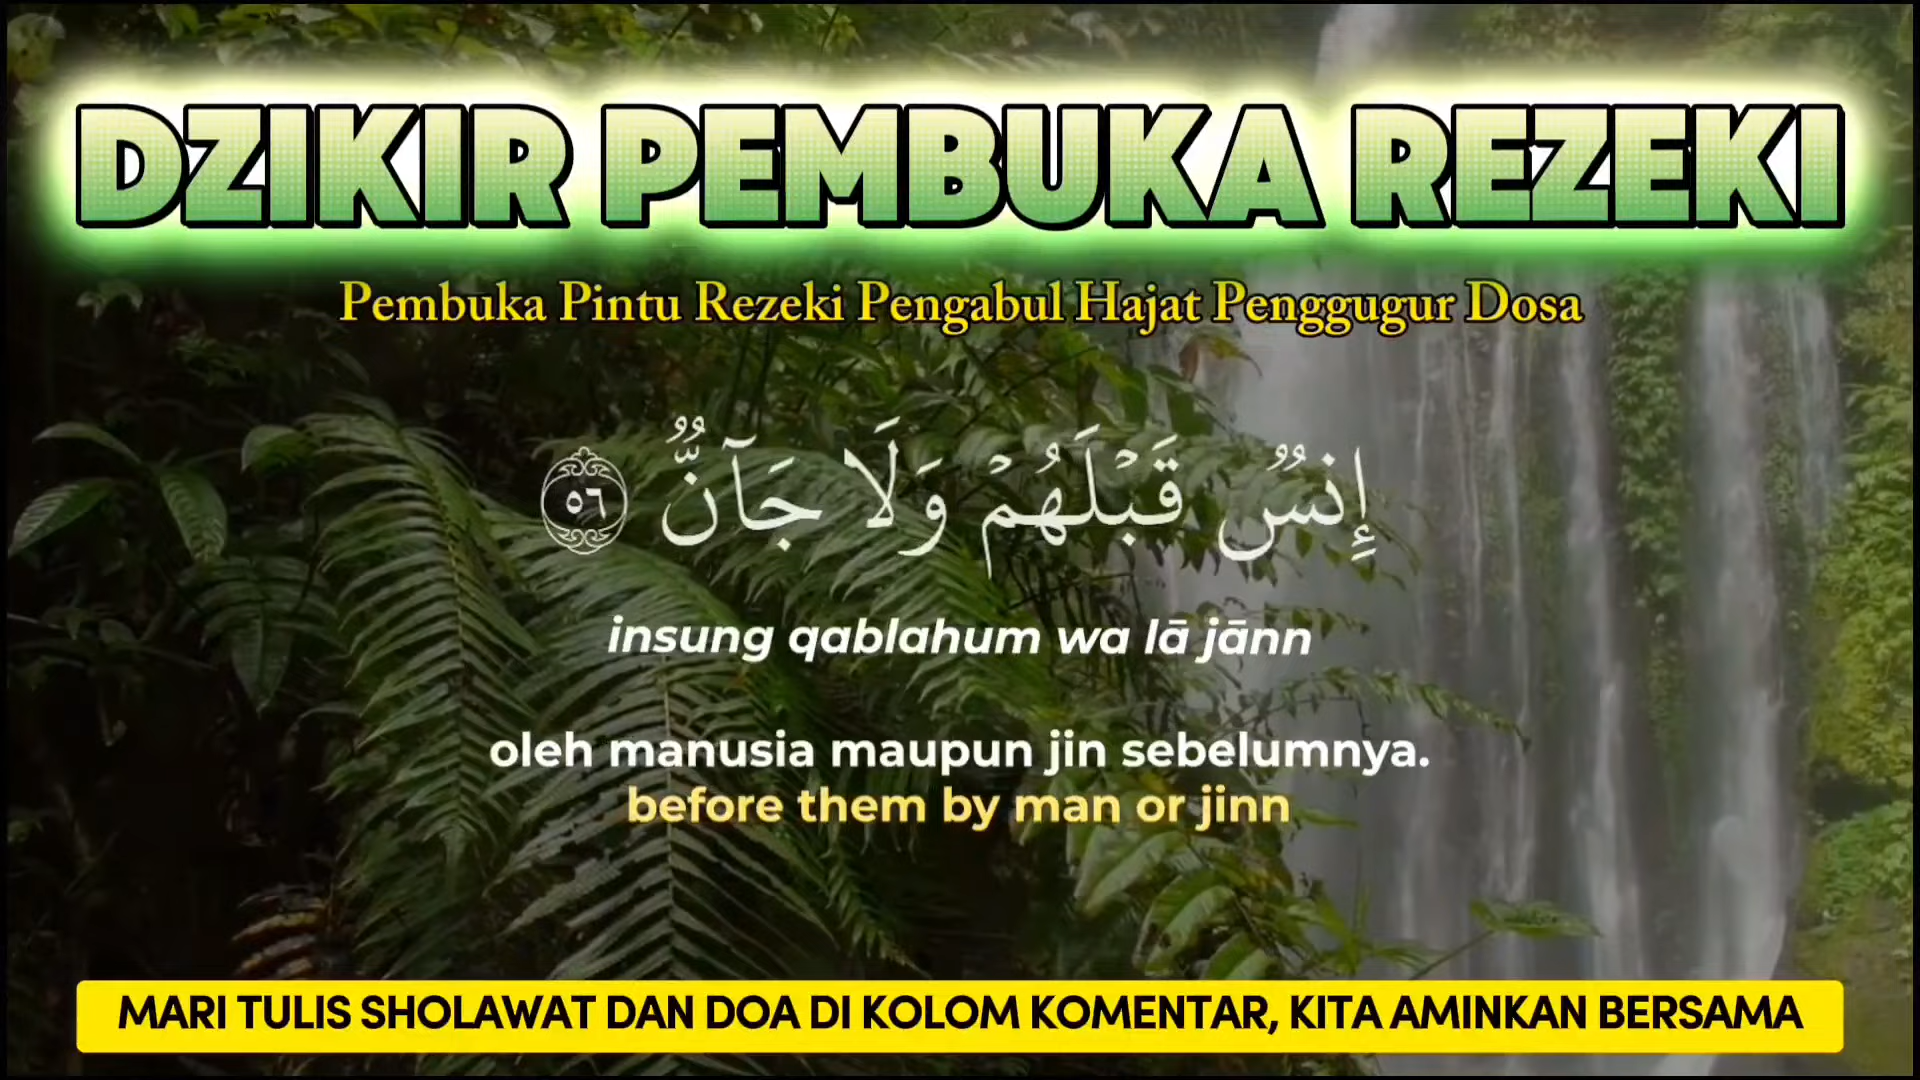 DZIKIR PEMBUKA REZEKI
Pembuka Pintu Rezeki Pengabul Hajat Penggugur Dosa
إِنسٌ قَبْلَهُمْ وَلَا جَآنٌّ ٥٦
insung qablahum wa lā jānn
oleh manusia maupun jin sebelumnya.
before them by man or jinn
MARI TULIS SHOLAWAT DAN DOA DI KOLOM KOMENTAR, KITA AMINKAN BERSAMA